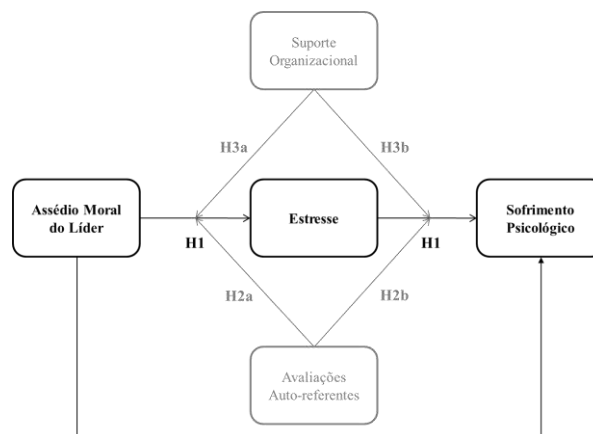 Suporte
Organizacional
H3a
H3b
Assédio Moral
do Líder
Estresse
Sofrimento
Psicológico
H1
H1
H2a
H2b
Avaliações
Auto-referentes